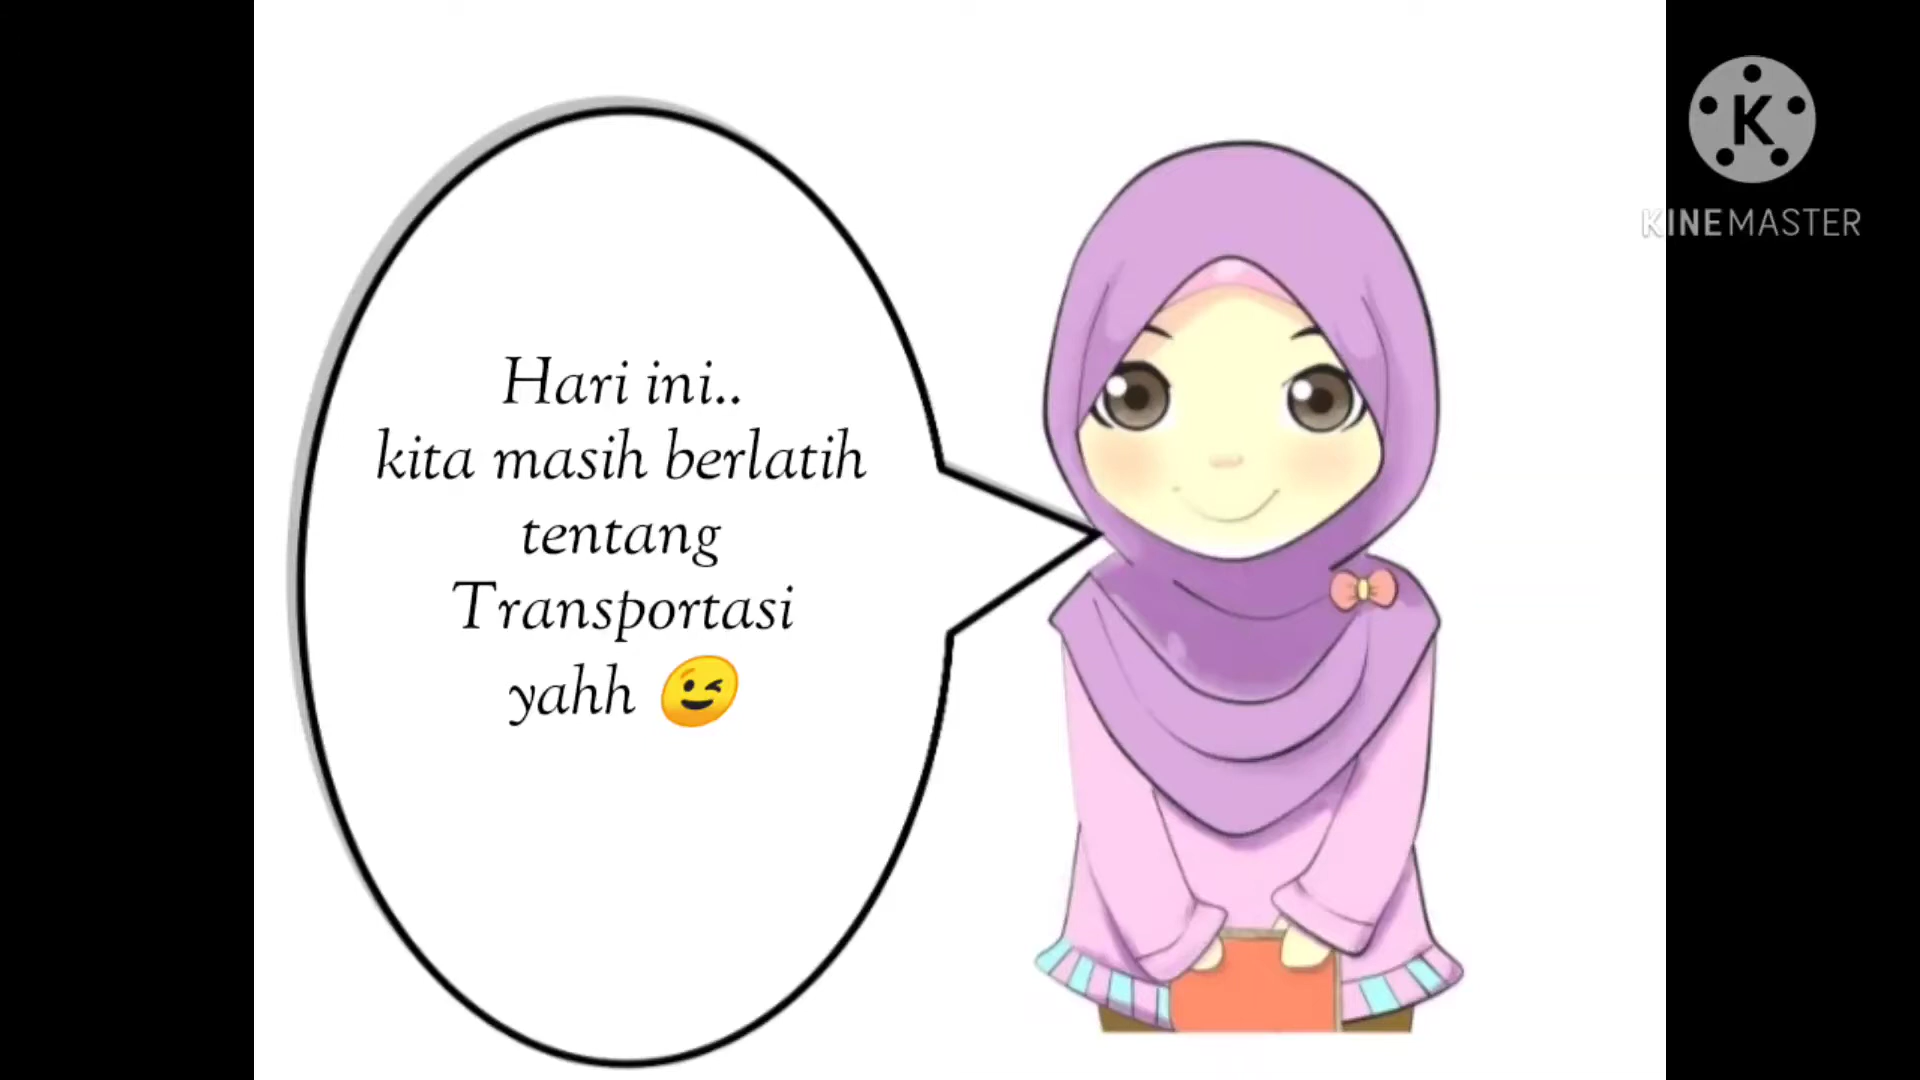 Hari ini..
kita masih berlatih
tentang
Transportasi
yahh 😉
K
KINEMASTER